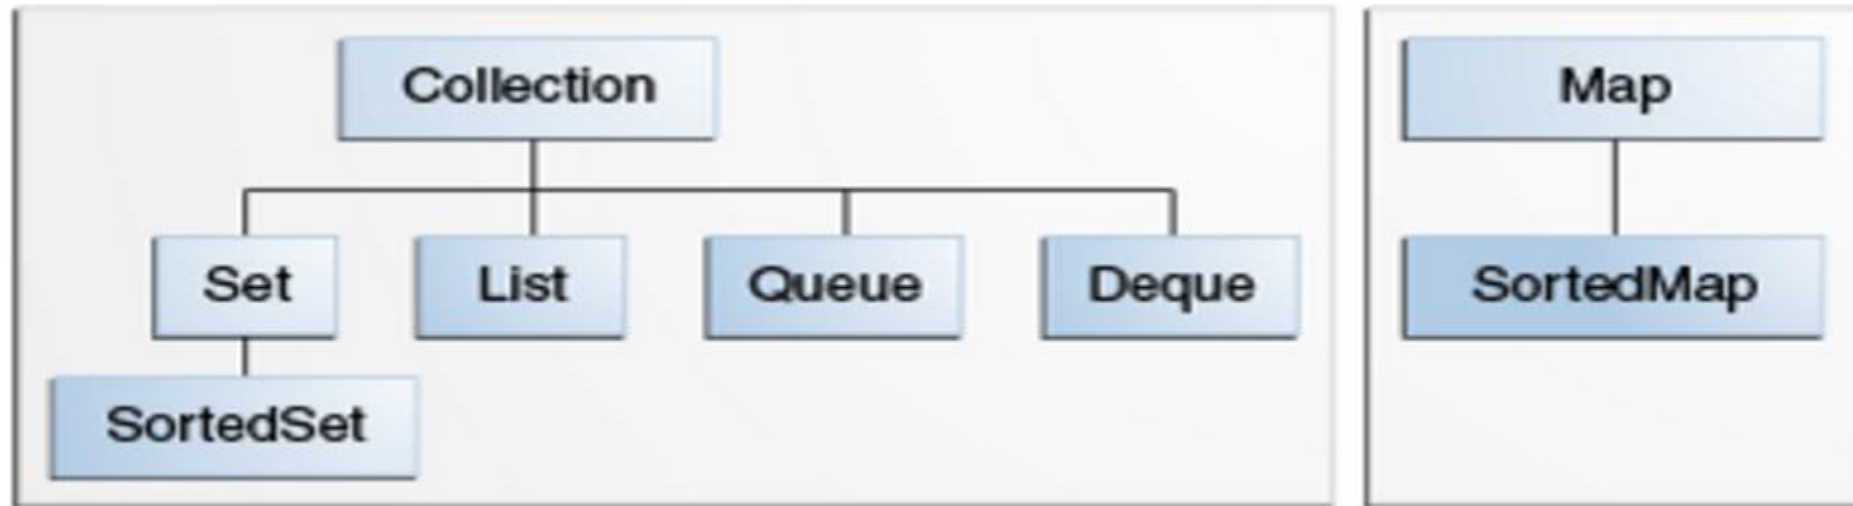 Collection
Map
Set
List
Queue
Deque
SortedMap
SortedSet